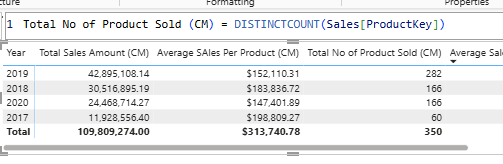 Formatting Properties
1 Total No of Product Sold (CM) = DISTINCTCOUNT(Sales[ProductKey])
Year Total Sales Amount (CM) Average SAles Per Product (CM) Total No of Product Sold (CM) Average Sal
2019 42,895,108.14 $152,110.31 282
2018 30,516,895.19 $183,836.72 166
2020 24,468,714.27 $147,401.89 166
2017 11,928,556.40 $198,809.27 60
Total 109,809,274.00 $313,740.78 350